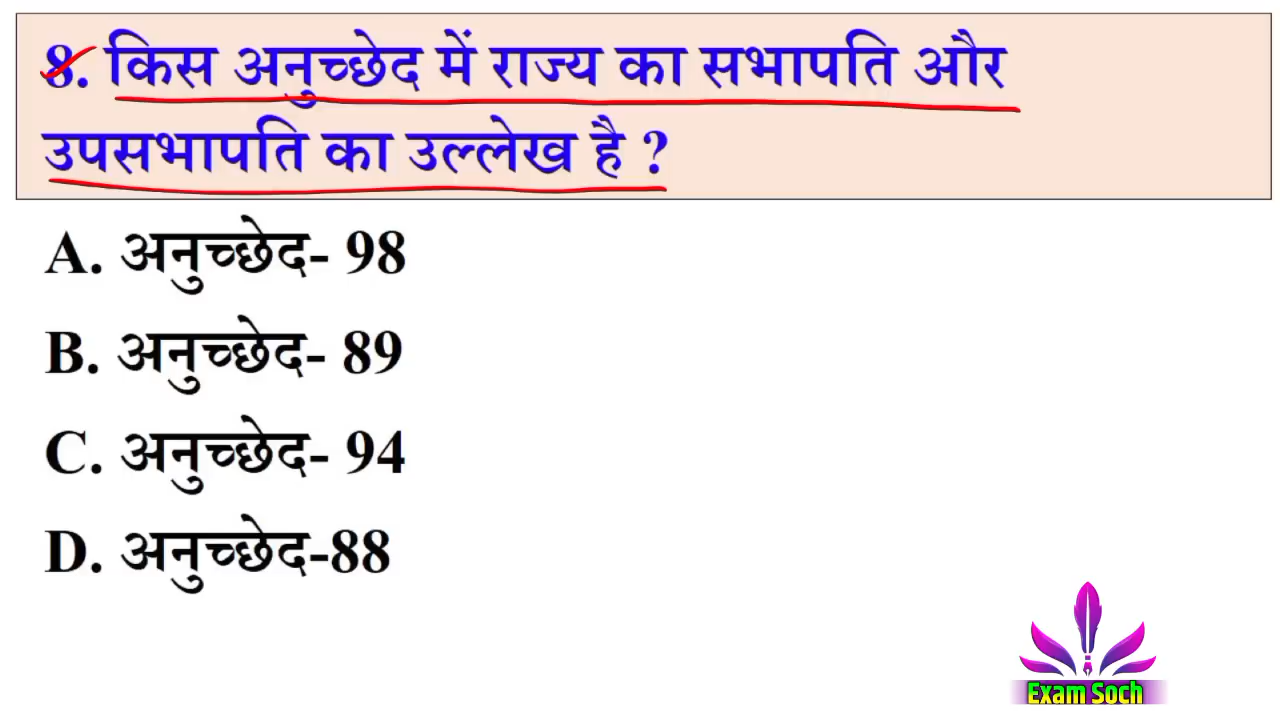 8. किस अनुच्छेद में राज्य का सभापति और
उपसभापति का उल्लेख है ?
A. अनुच्छेद- 98
B. अनुच्छेद- 89
C. अनुच्छेद- 94
D. अनुच्छेद-88
Exam Soch